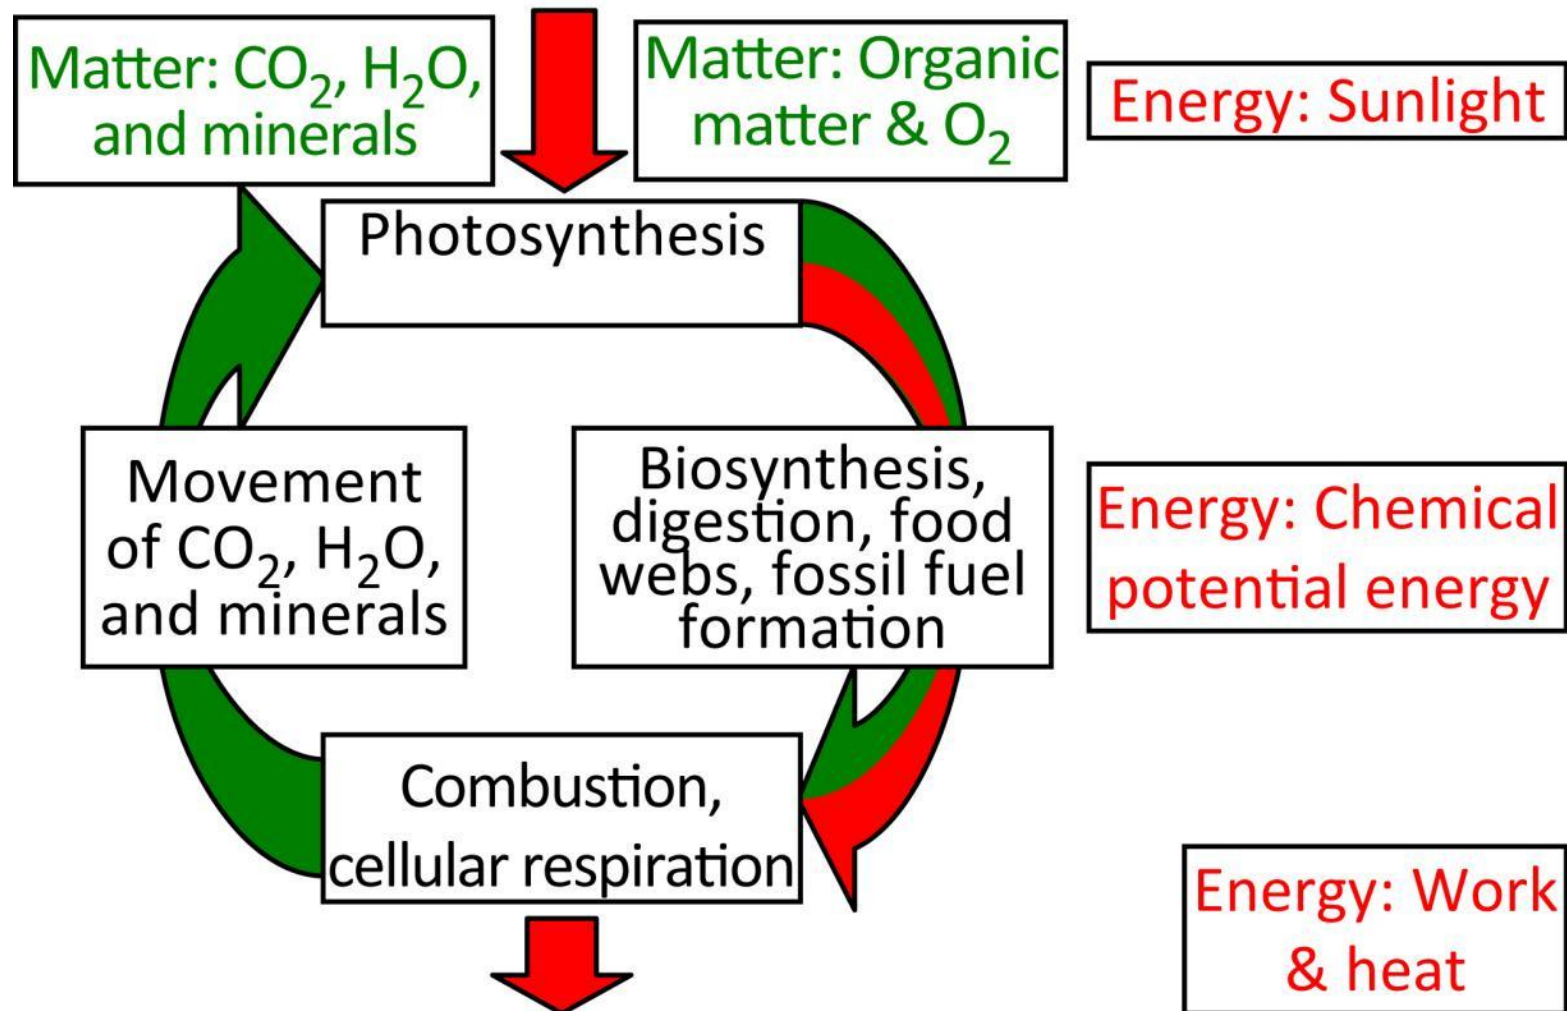 Matter: CO₂, H₂O,
and minerals
Matter: Organic
matter & O₂
Energy: Sunlight
Photosynthesis
Movement
of CO₂, H₂O,
and minerals
Biosynthesis,
digestion, food
webs, fossil fuel
formation
Energy: Chemical
potential energy
Combustion,
cellular respiration
Energy: Work
& heat